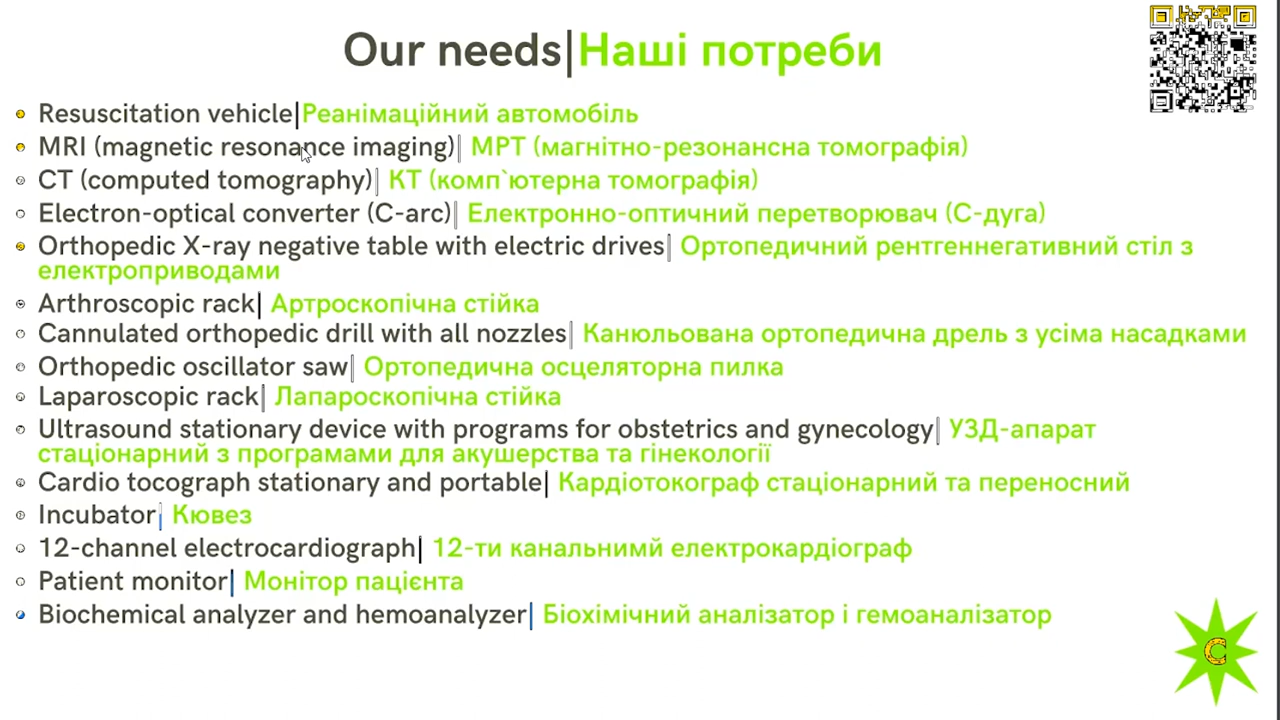 Our needs|Наші потреби
Resuscitation vehicle|Реанімаційний автомобіль
MRI (magnetic resonance imaging)| МРТ (магнітно-резонансна томографія)
CT (computed tomography)| КТ (комп`ютерна томографія)
Electron-optical converter (C-arc)| Електронно-оптичний перетворювач (С-дуга)
Orthopedic X-ray negative table with electric drives| Ортопедичний рентгеннегативний стіл з
електроприводами
Arthroscopic rack| Артроскопічна стійка
Cannulated orthopedic drill with all nozzles| Канюльована ортопедична дрель з усіма насадками
Orthopedic oscillator saw| Ортопедична осцеляторна пилка
Laparoscopic rack| Лапароскопічна стійка
Ultrasound stationary device with programs for obstetrics and gynecology| УЗД-апарат
стаціонарний з програмами для акушерства та гінекології
Cardio tocograph stationary and portable| Кардіотокограф стаціонарний та переносний
Incubator| Кювез
12-channel electrocardiograph| 12-ти канальнимй електрокардіограф
Patient monitor| Монітор пацієнта
Biochemical analyzer and hemoanalyzer| Біохімічний аналізатор і гемоаналізатор
C